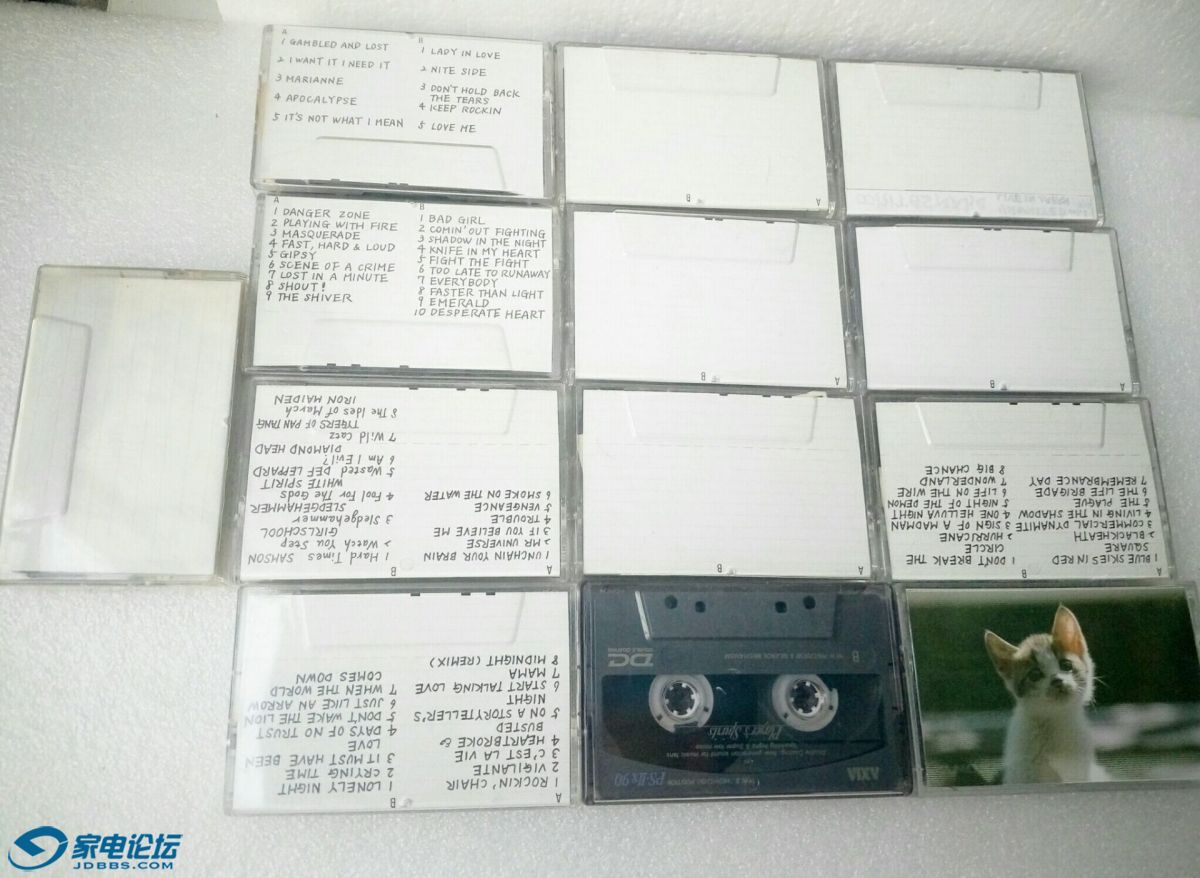 A
1 GAMBLED AND LOST
2 I WANT IT I NEED IT
3 MARIANNE
4 APOCALYPSE
5 IT'S NOT WHAT I MEAN
B
1 LADY IN LOVE
2 NITE SIDE
3 DON'T HOLD BACK
THE TEARS
4 KEEP ROCKIN
5 LOVE ME
B
A
LIVE IN JAPAN
A
1 DANGER ZONE
2 PLAYING WITH FIRE
3 MASQUERADE
4 FAST, HARD & LOUD
5 GIPSY
6 SCENE OF A CRIME
7 LOST IN A MINUTE
8 SHOUT!
9 THE SHIVER
B
1 BAD GIRL
2 COMIN' OUT FIGHTING
3 SHADOW IN THE NIGHT
4 KNIFE IN MY HEART
5 FIGHT THE FIGHT
6 TOO LATE TO RUNAWAY
7 EVERYBODY
8 FASTER THAN LIGHT
9 EMERALD
10 DESPERATE HEART
B
A
B
A
A
1 UNCHAIN YOUR BRAIN
2 MR UNIVERSE
3 IF YOU BELIEVE ME
4 TROUBLE
5 VENGEANCE
6 SMOKE ON THE WATER
B
1 Hard Times SAMSON
2 Watch You Step
GIRLSCHOOL
3 Sledgehammer
SLEDGEHAMMER
4 Fool For The Gods
WHITE SPIRIT
5 Wasted DEF LEPPARD
6 Am I Evil?
DIAMOND HEAD
7 Wild Catz
TYGERS OF PAN TANG
8 The Ides of March
IRON MAIDEN
B
A
A
1 BLUE SKIES IN RED
SQUARE
2 BLACKHEATH
3 COMMERCIAL DYNAMITE
4 LIVING IN THE SHADOW
5 THE PLAGUE
6 THE LIFE BRIGADE
7 REMEMBRANCE DAY
B
1 DON'T BREAK THE
CIRCLE
2 HURRICANE
3 SIGN OF A MADMAN
4 ONE HELLUVA NIGHT
5 NIGHT OF THE DEMON
6 LIFE ON THE WIRE
7 WONDERLAND
8 BIG CHANCE
A
1 ROCKIN' CHAIR
2 VIGILANTE
3 C'EST LA VIE
4 HEARTBROKE &
BUSTED
5 ON A STORYTELLER'S
NIGHT
6 START TALKING LOVE
7 MAMA
8 MIDNIGHT (REMIX)
B
1 LONELY NIGHT
2 CRYING TIME
3 IT MUST HAVE BEEN
LOVE
4 DAYS OF NO TRUST
5 DON'T WAKE THE LION
6 JUST LIKE AN ARROW
7 WHEN THE WORLD
COMES DOWN
AXIA
PS-IIx 90
Player's Spirits
DC
B
家电论坛
JDBBS.COM